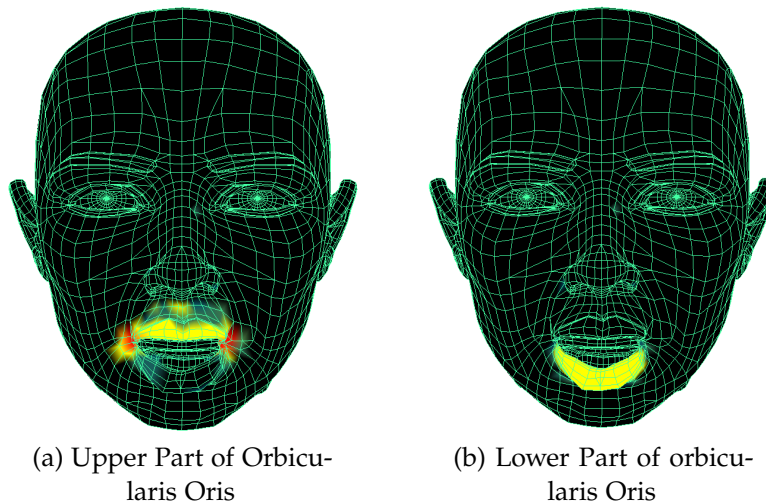 (a) Upper Part of Orbicu-
laris Oris
(b) Lower Part of orbicu-
laris Oris